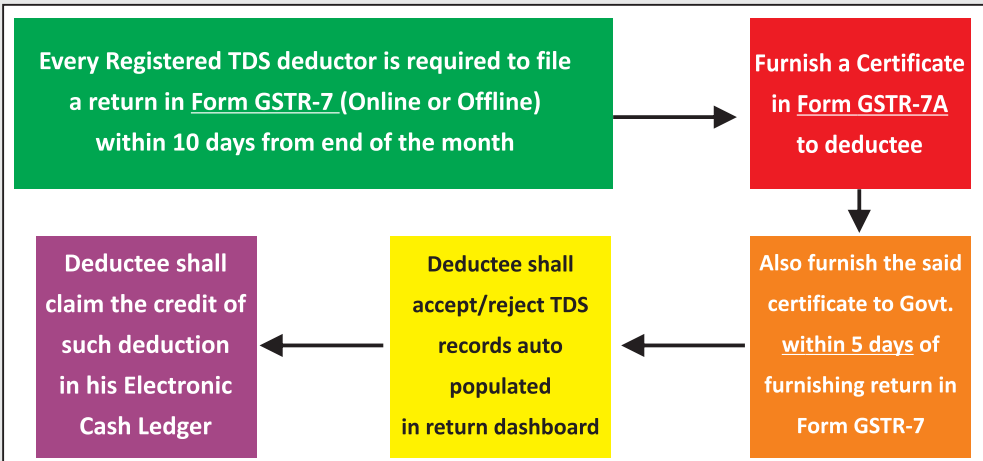 Every Registered TDS deductor is required to file
a return in Form GSTR-7 (Online or Offline)
within 10 days from end of the month
Furnish a Certificate
in Form GSTR-7A
to deductee
Also furnish the said
certificate to Govt.
within 5 days of
furnishing return in
Form GSTR-7
Deductee shall
accept/reject TDS
records auto
populated
in return dashboard
Deductee shall
claim the credit of
such deduction
in his Electronic
Cash Ledger